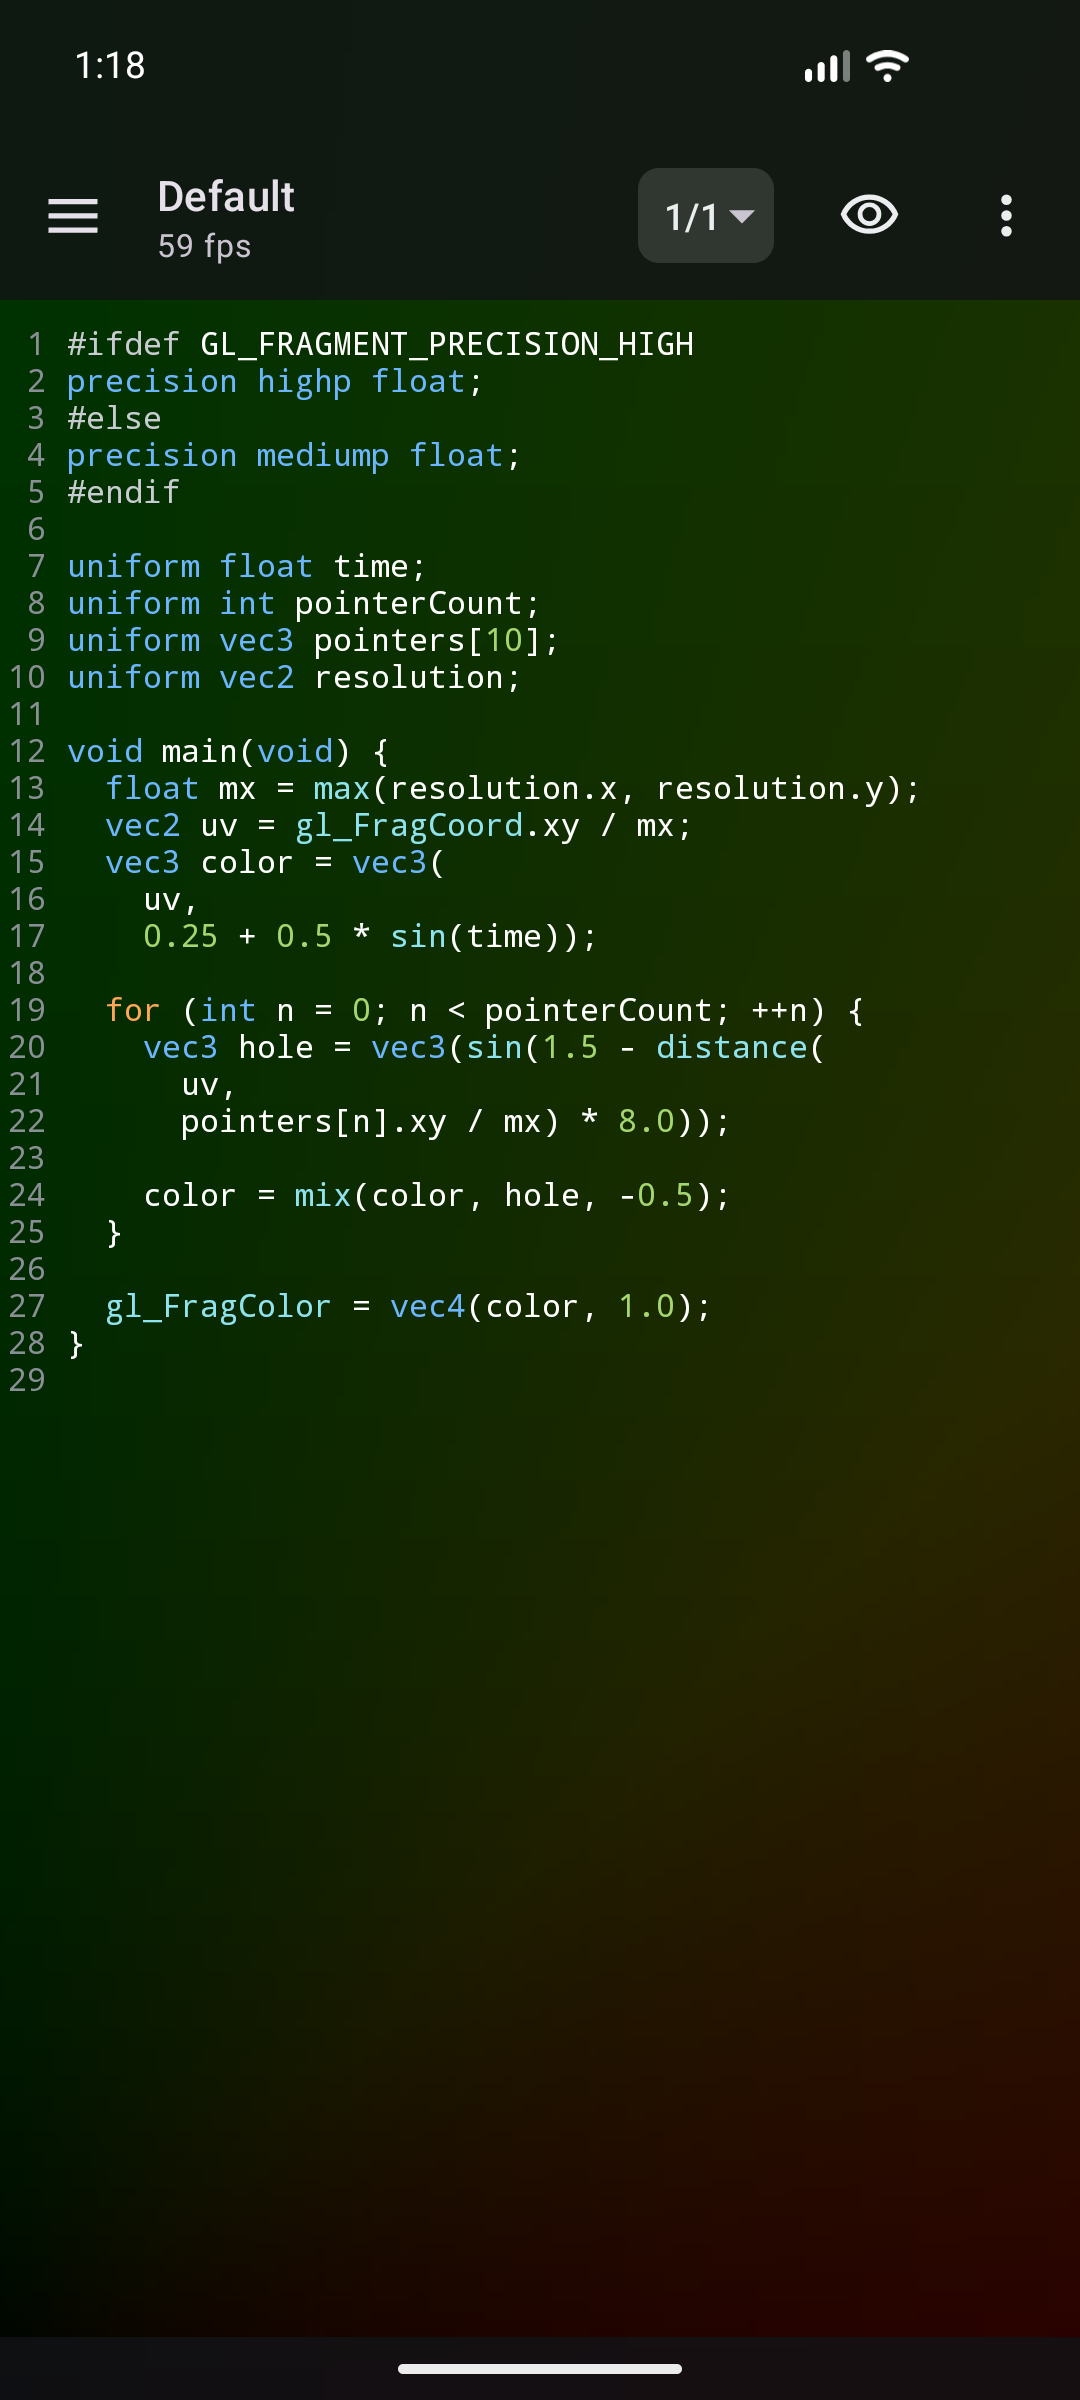 1:18
Default
59 fps
1/1
1 #ifdef GL_FRAGMENT_PRECISION_HIGH
2 precision highp float;
3 #else
4 precision mediump float;
5 #endif
6
7 uniform float time;
8 uniform int pointerCount;
9 uniform vec3 pointers[10];
10 uniform vec2 resolution;
11
12 void main(void) {
13   float mx = max(resolution.x, resolution.y);
14   vec2 uv = gl_FragCoord.xy / mx;
15   vec3 color = vec3(
16     uv,
17     0.25 + 0.5 * sin(time));
18
19   for (int n = 0; n < pointerCount; ++n) {
20     vec3 hole = vec3(sin(1.5 - distance(
21       uv,
22       pointers[n].xy / mx) * 8.0));
23
24     color = mix(color, hole, -0.5);
25   }
26
27   gl_FragColor = vec4(color, 1.0);
28 }
29